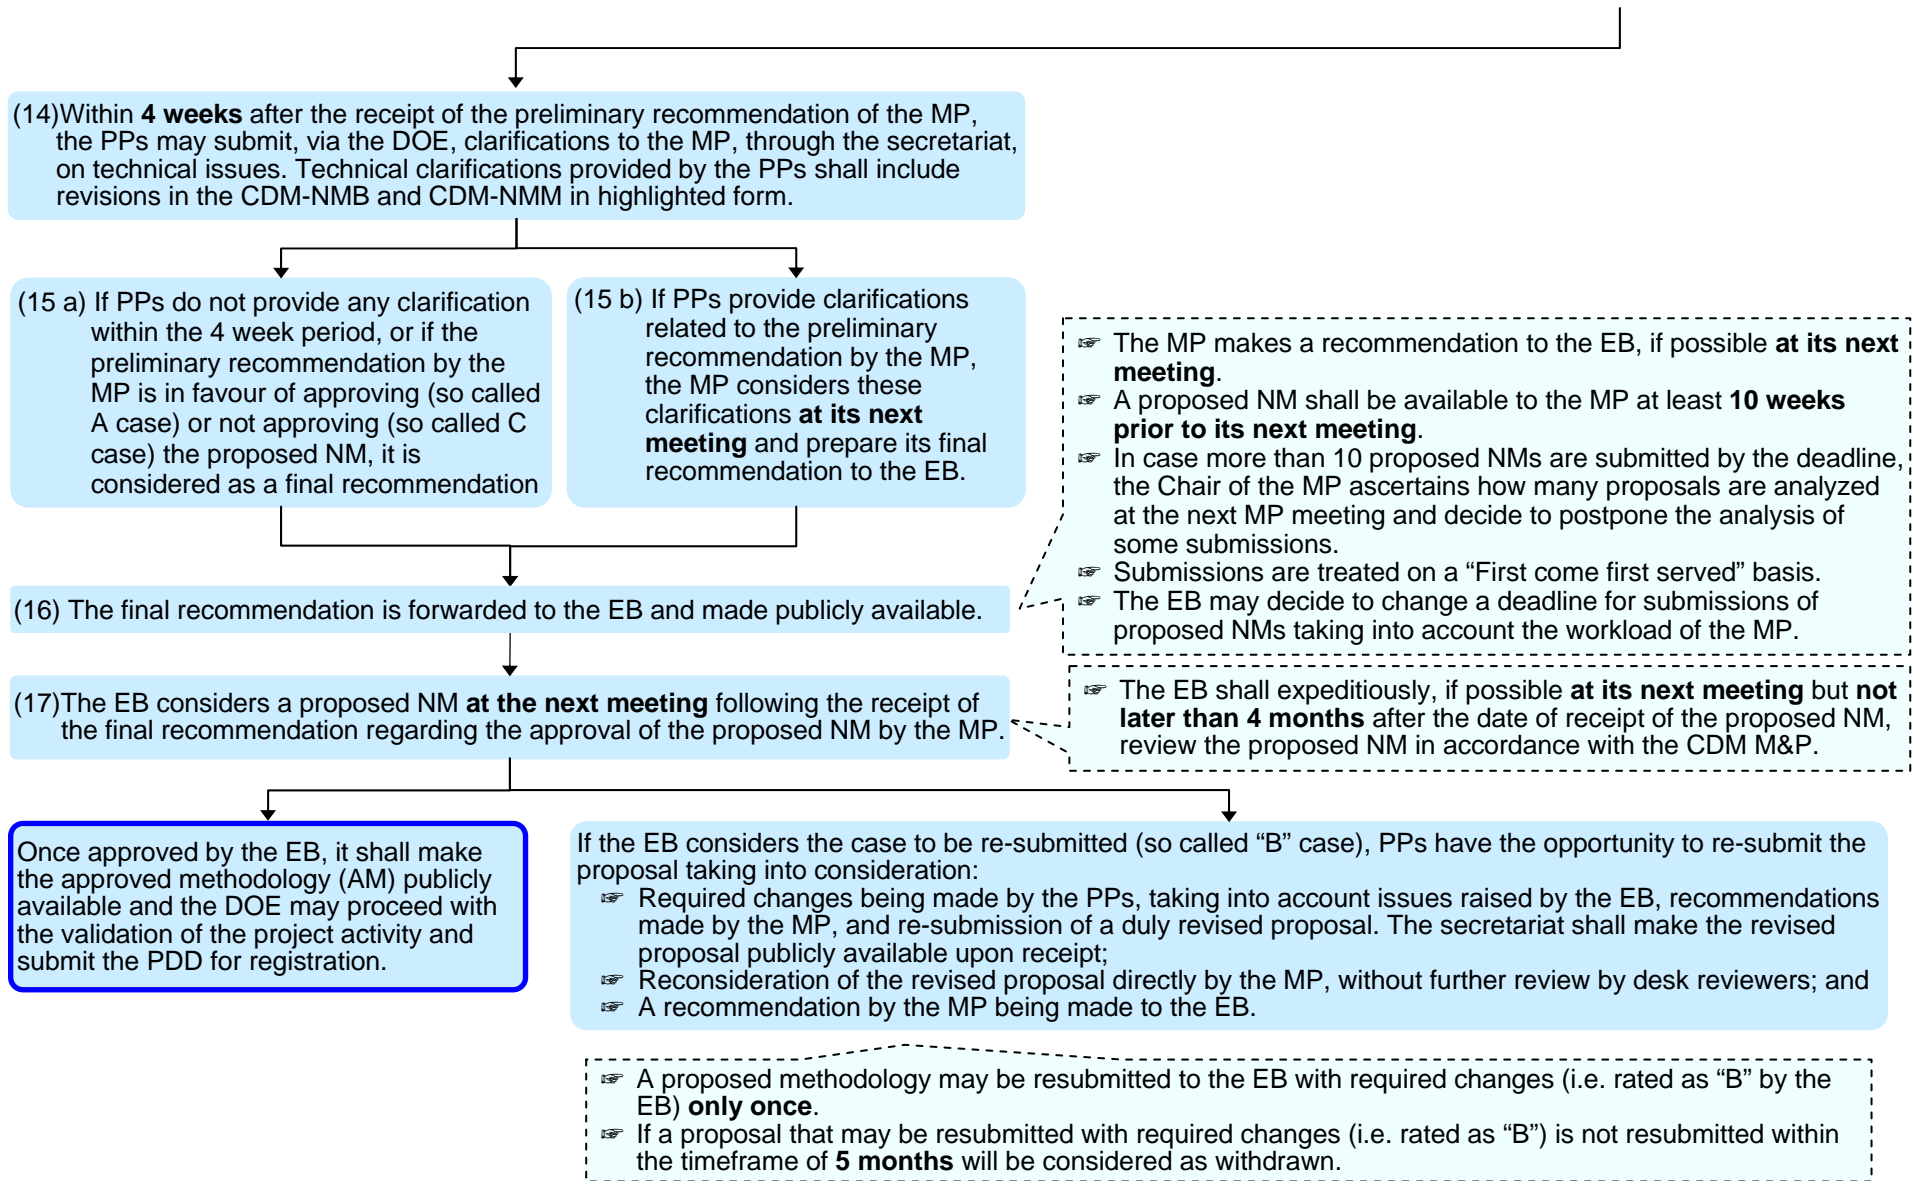 (14)Within 4 weeks after the receipt of the preliminary recommendation of the MP,
the PPs may submit, via the DOE, clarifications to the MP, through the secretariat,
on technical issues. Technical clarifications provided by the PPs shall include
revisions in the CDM-NMB and CDM-NMM in highlighted form.
(15 a) If PPs do not provide any clarification
within the 4 week period, or if the
preliminary recommendation by the
MP is in favour of approving (so called
A case) or not approving (so called C
case) the proposed NM, it is
considered as a final recommendation
(15 b) If PPs provide clarifications
related to the preliminary
recommendation by the MP,
the MP considers these
clarifications at its next
meeting and prepare its final
recommendation to the EB.
☞ The MP makes a recommendation to the EB, if possible at its next
meeting.
☞ A proposed NM shall be available to the MP at least 10 weeks
prior to its next meeting.
☞ In case more than 10 proposed NMs are submitted by the deadline,
the Chair of the MP ascertains how many proposals are analyzed
at the next MP meeting and decide to postpone the analysis of
some submissions.
☞ Submissions are treated on a “First come first served” basis.
☞ The EB may decide to change a deadline for submissions of
proposed NMs taking into account the workload of the MP.
(16) The final recommendation is forwarded to the EB and made publicly available.
(17)The EB considers a proposed NM at the next meeting following the receipt of
the final recommendation regarding the approval of the proposed NM by the MP.
☞ The EB shall expeditiously, if possible at its next meeting but not
later than 4 months after the date of receipt of the proposed NM,
review the proposed NM in accordance with the CDM M&P.
Once approved by the EB, it shall make
the approved methodology (AM) publicly
available and the DOE may proceed with
the validation of the project activity and
submit the PDD for registration.
If the EB considers the case to be re-submitted (so called “B” case), PPs have the opportunity to re-submit the
proposal taking into consideration:
☞ Required changes being made by the PPs, taking into account issues raised by the EB, recommendations
made by the MP, and re-submission of a duly revised proposal. The secretariat shall make the revised
proposal publicly available upon receipt;
☞ Reconsideration of the revised proposal directly by the MP, without further review by desk reviewers; and
☞ A recommendation by the MP being made to the EB.
☞ A proposed methodology may be resubmitted to the EB with required changes (i.e. rated as “B” by the
EB) only once.
☞ If a proposal that may be resubmitted with required changes (i.e. rated as “B”) is not resubmitted within
the timeframe of 5 months will be considered as withdrawn.